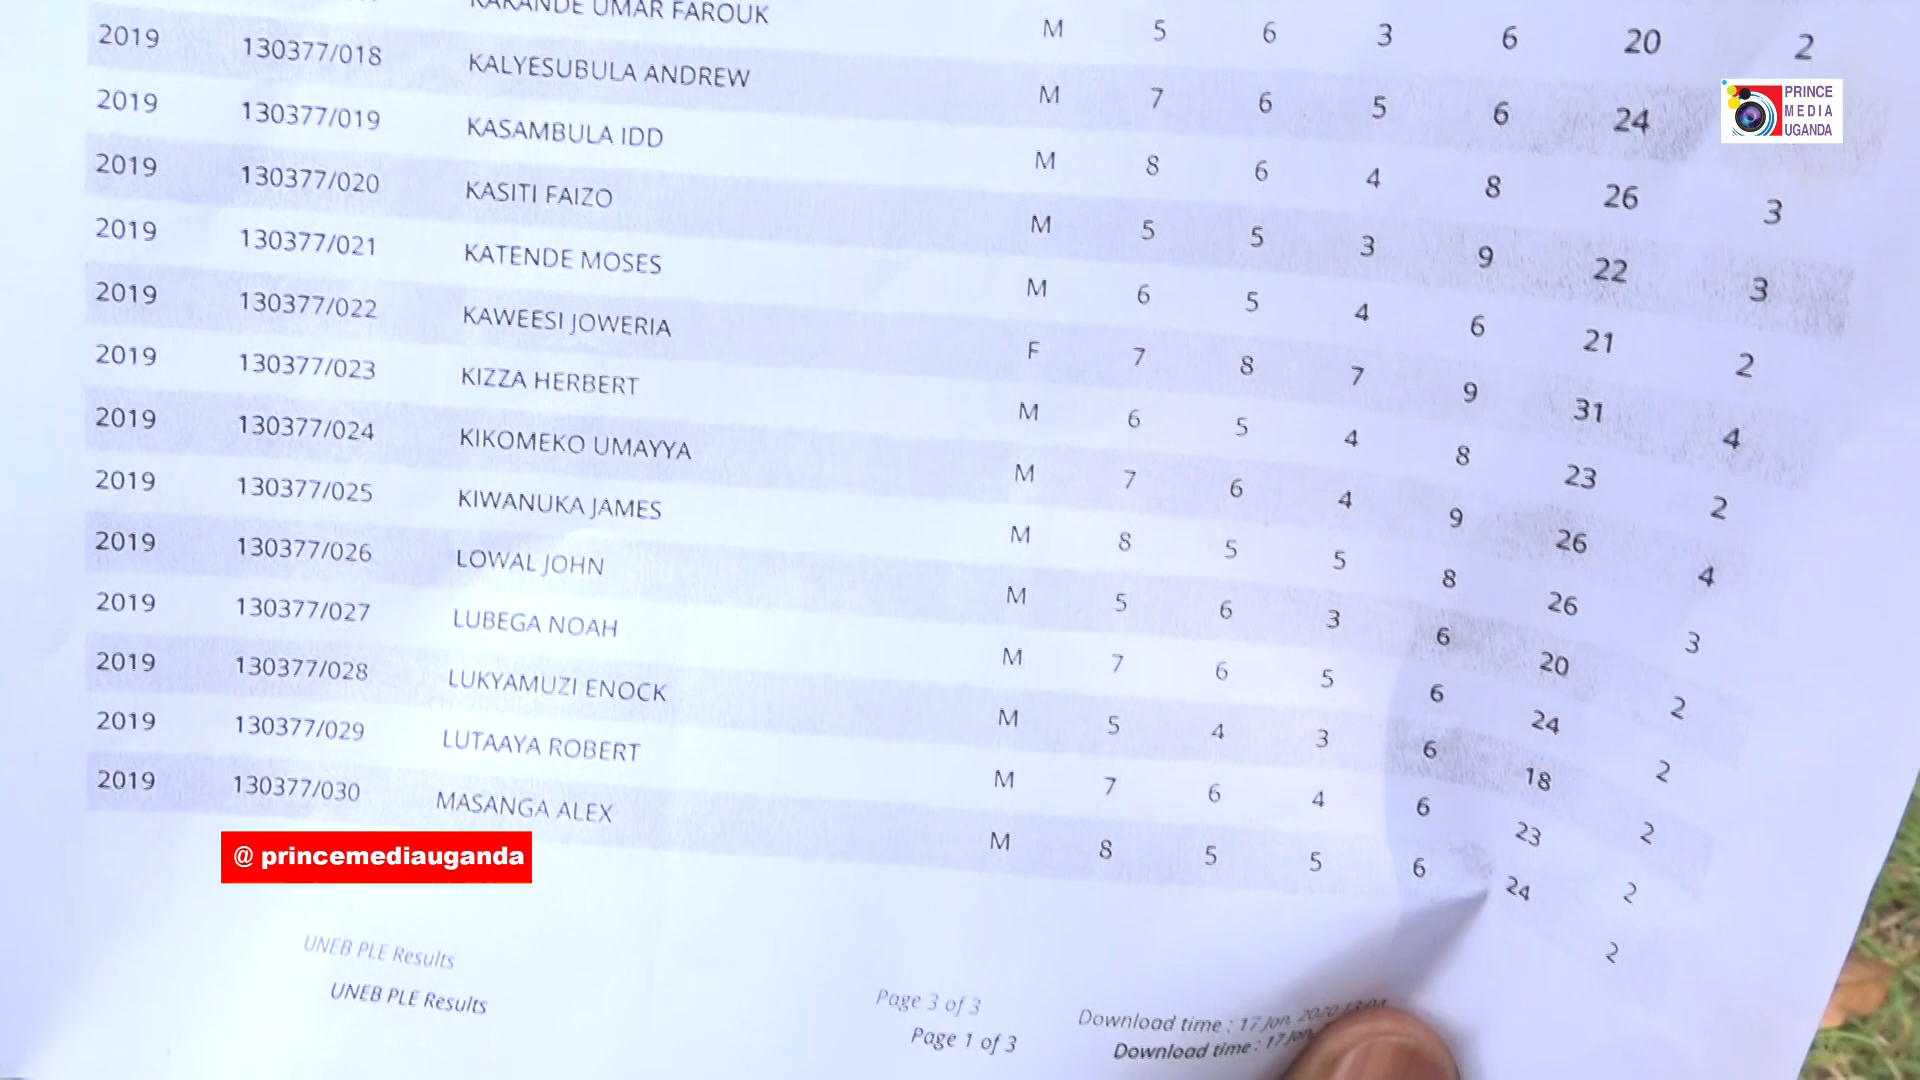 KAKANDE UMAR FAROUK M 5 6 3 6 20 2
2019 130377/018 KALYESUBULA ANDREW M 7 6 5 6 24
2019 130377/019 KASAMBULA IDD M 8 6 4 8 26 3
2019 130377/020 KASITI FAIZO M 5 5 3 9 22 3
2019 130377/021 KATENDE MOSES M 6 5 4 6 21 2
2019 130377/022 KAWEESI JOWERIA F 7 8 7 9 31 4
2019 130377/023 KIZZA HERBERT M 6 5 4 8 23 2
2019 130377/024 KIKOMEKO UMAYYA M 7 6 4 9 26 4
2019 130377/025 KIWANUKA JAMES M 8 5 5 8 26 3
2019 130377/026 LOWAL JOHN M 5 6 3 6 20 2
2019 130377/027 LUBEGA NOAH M 7 6 5 6 24 2
2019 130377/028 LUKYAMUZI ENOCK M 5 4 3 6 18 2
2019 130377/029 LUTAAYA ROBERT M 7 6 4 6 23 2
2019 130377/030 MASANGA ALEX M 8 5 5 6 24 2
PRINCE
MEDIA
UGANDA
@ princemediauganda
UNEB PLE Results Page 3 of 3 Download time : 17 Jan, 2020
UNEB PLE Results Page 1 of 3 Download time : 17 Jan,